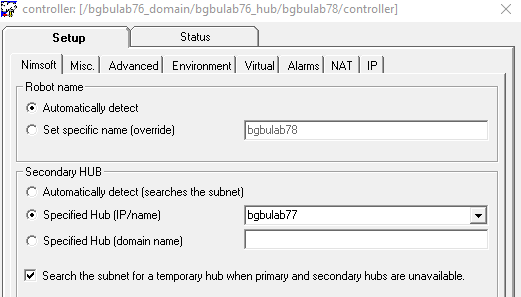 controller: [/bgbulab76_domain/bgbulab76_hub/bgbulab78/controller]
Setup Status
Nimsoft Misc. Advanced Environment Virtual Alarms NAT IP
Robot name
Automatically detect
Set specific name (override) bgbulab78
Secondary HUB
Automatically detect (searches the subnet)
Specified Hub (IP/name) bgbulab77
Specified Hub (domain name)
Search the subnet for a temporary hub when primary and secondary hubs are unavailable.